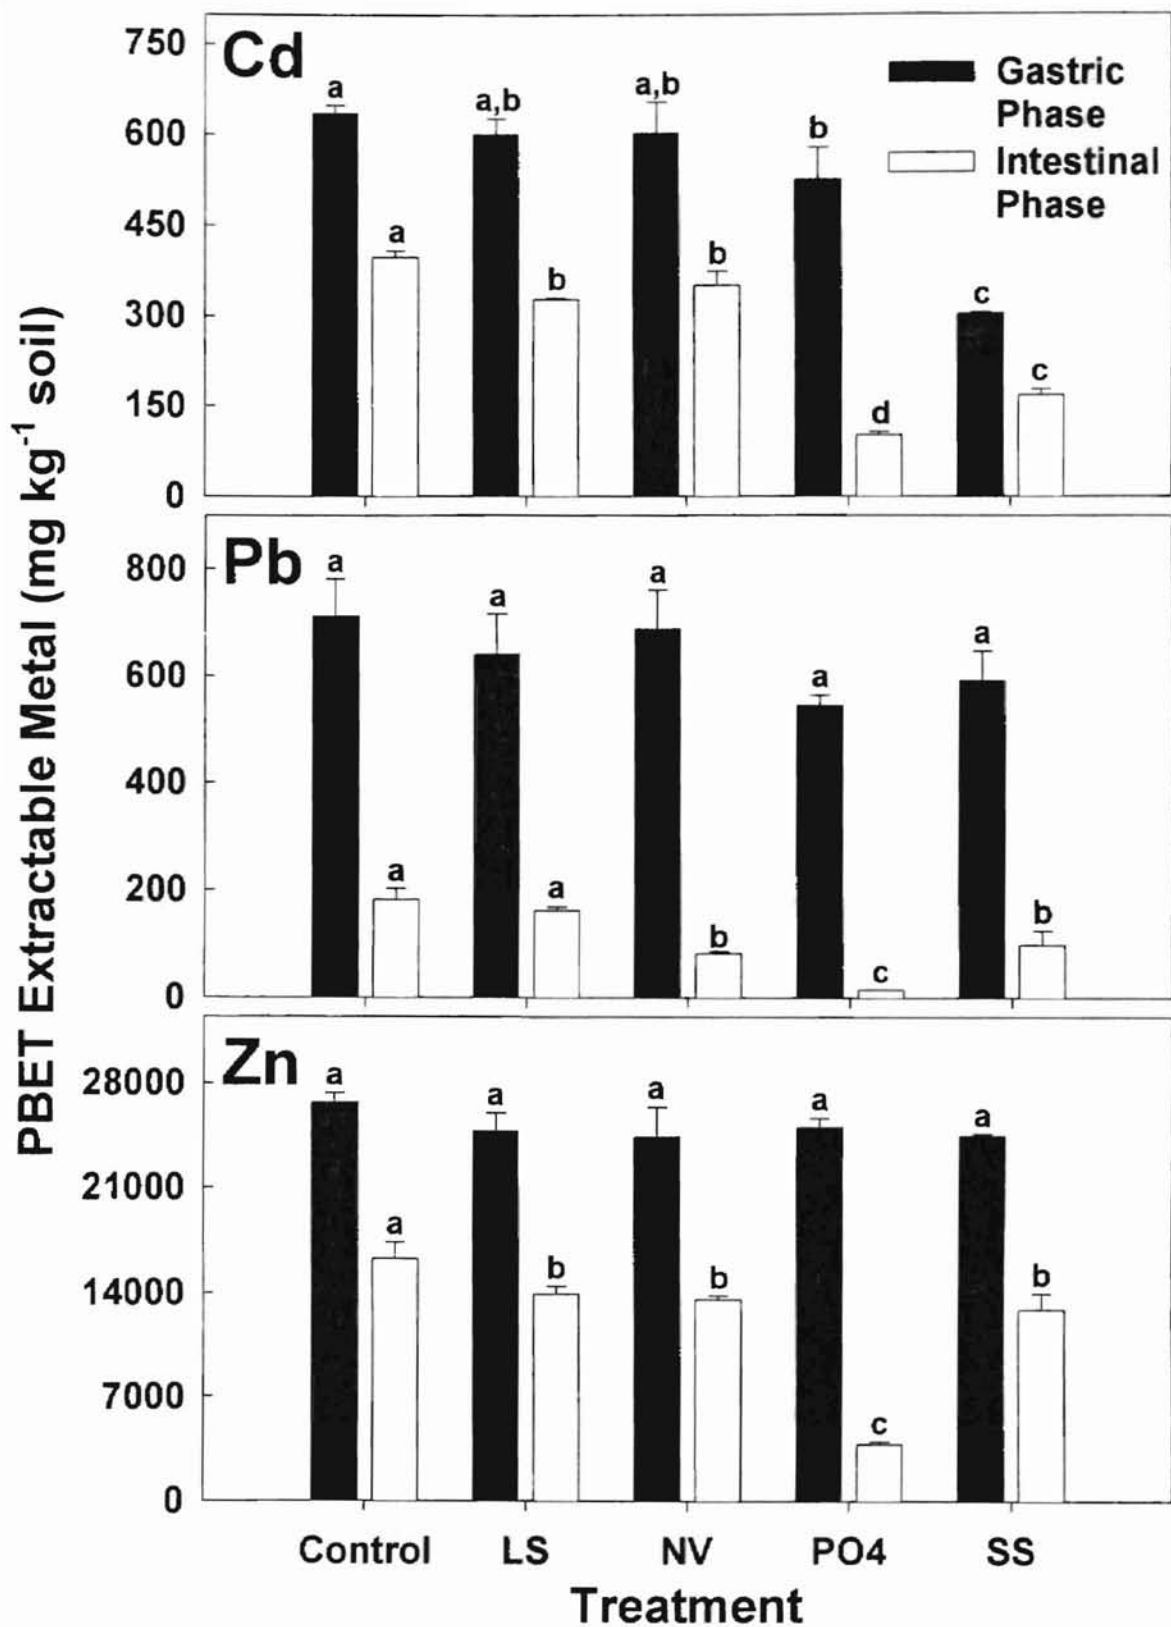 PBET Extractable Metal (mg kg⁻¹ soil)
Cd
Gastric
Phase
Intestinal
Phase
750
600
450
300
150
0
a
a,b
a,b
b
c
a
b
b
d
c
Pb
800
600
400
200
0
a
a
a
a
a
a
a
b
c
b
Zn
28000
21000
14000
7000
0
a
a
a
a
a
a
b
b
c
b
Control LS NV PO4 SS
Treatment